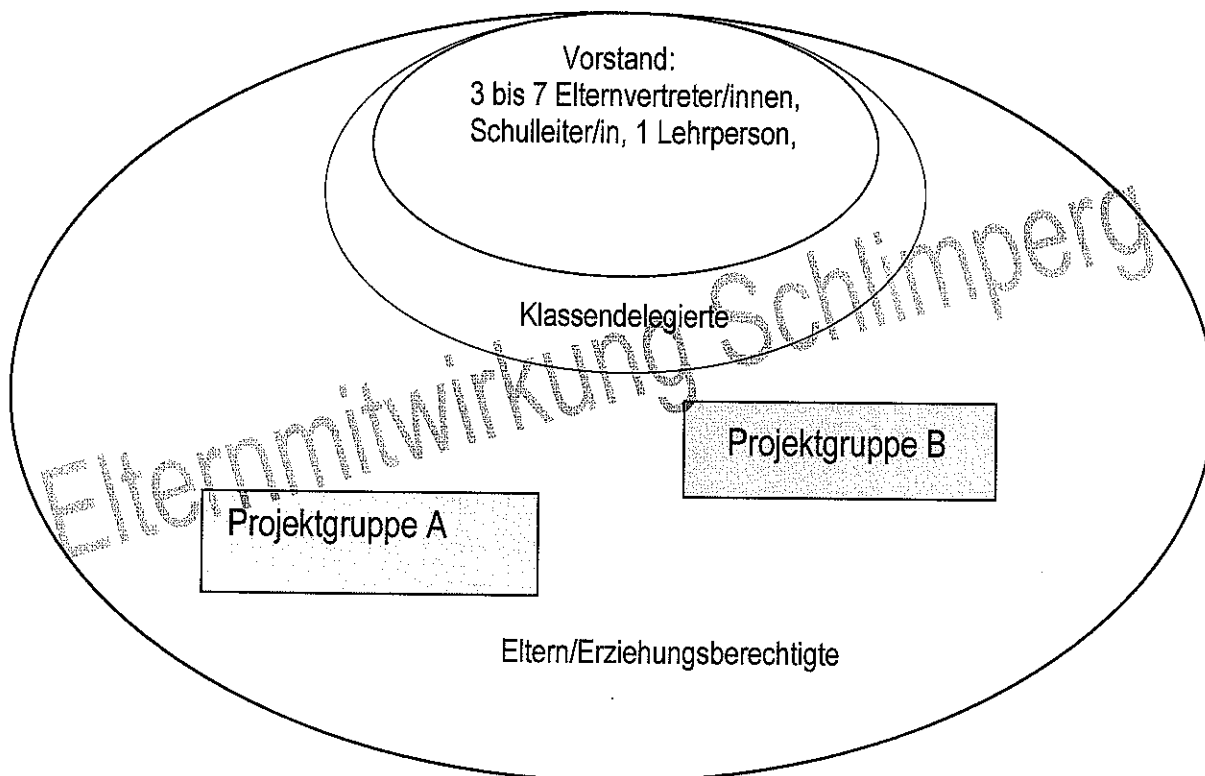 Vorstand:
3 bis 7 Elternvertreter/innen,
Schulleiter/in, 1 Lehrperson,
Klassendelegierte
Elternmitwirkung Schlimperg
Projektgruppe B
Projektgruppe A
Eltern/Erziehungsberechtigte